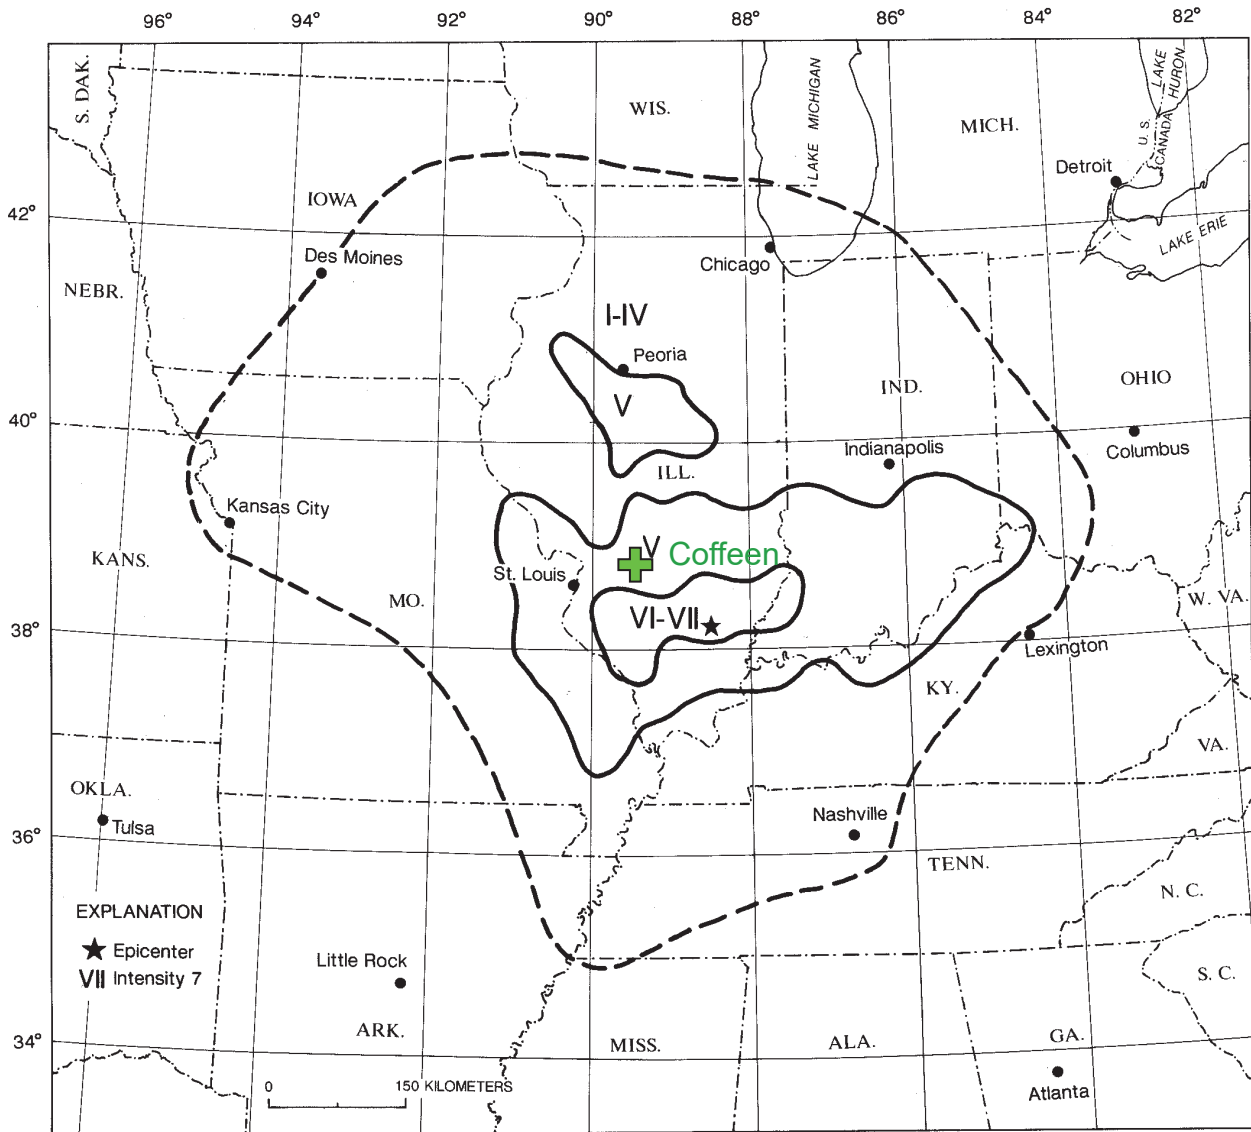 96° 94° 92° 90° 88° 86° 84° 82°
S. DAK.
WIS.
LAKE MICHIGAN
MICH.
LAKE HURON
U. S.
CANADA
Detroit
IOWA
42°
LAKE ERIE
Des Moines
Chicago
NEBR.
I-IV
Peoria
IND.
OHIO
V
40°
Indianapolis
Columbus
ILL.
Kansas City
V
Coffeen
KANS.
St. Louis
MO.
W. VA.
VI-VII
38°
Lexington
KY.
VA.
OKLA.
Tulsa
Nashville
36°
TENN.
N. C.
EXPLANATION
Epicenter
VII Intensity 7
Little Rock
S. C.
ARK.
34°
MISS.
ALA.
GA.
0 150 KILOMETERS
Atlanta